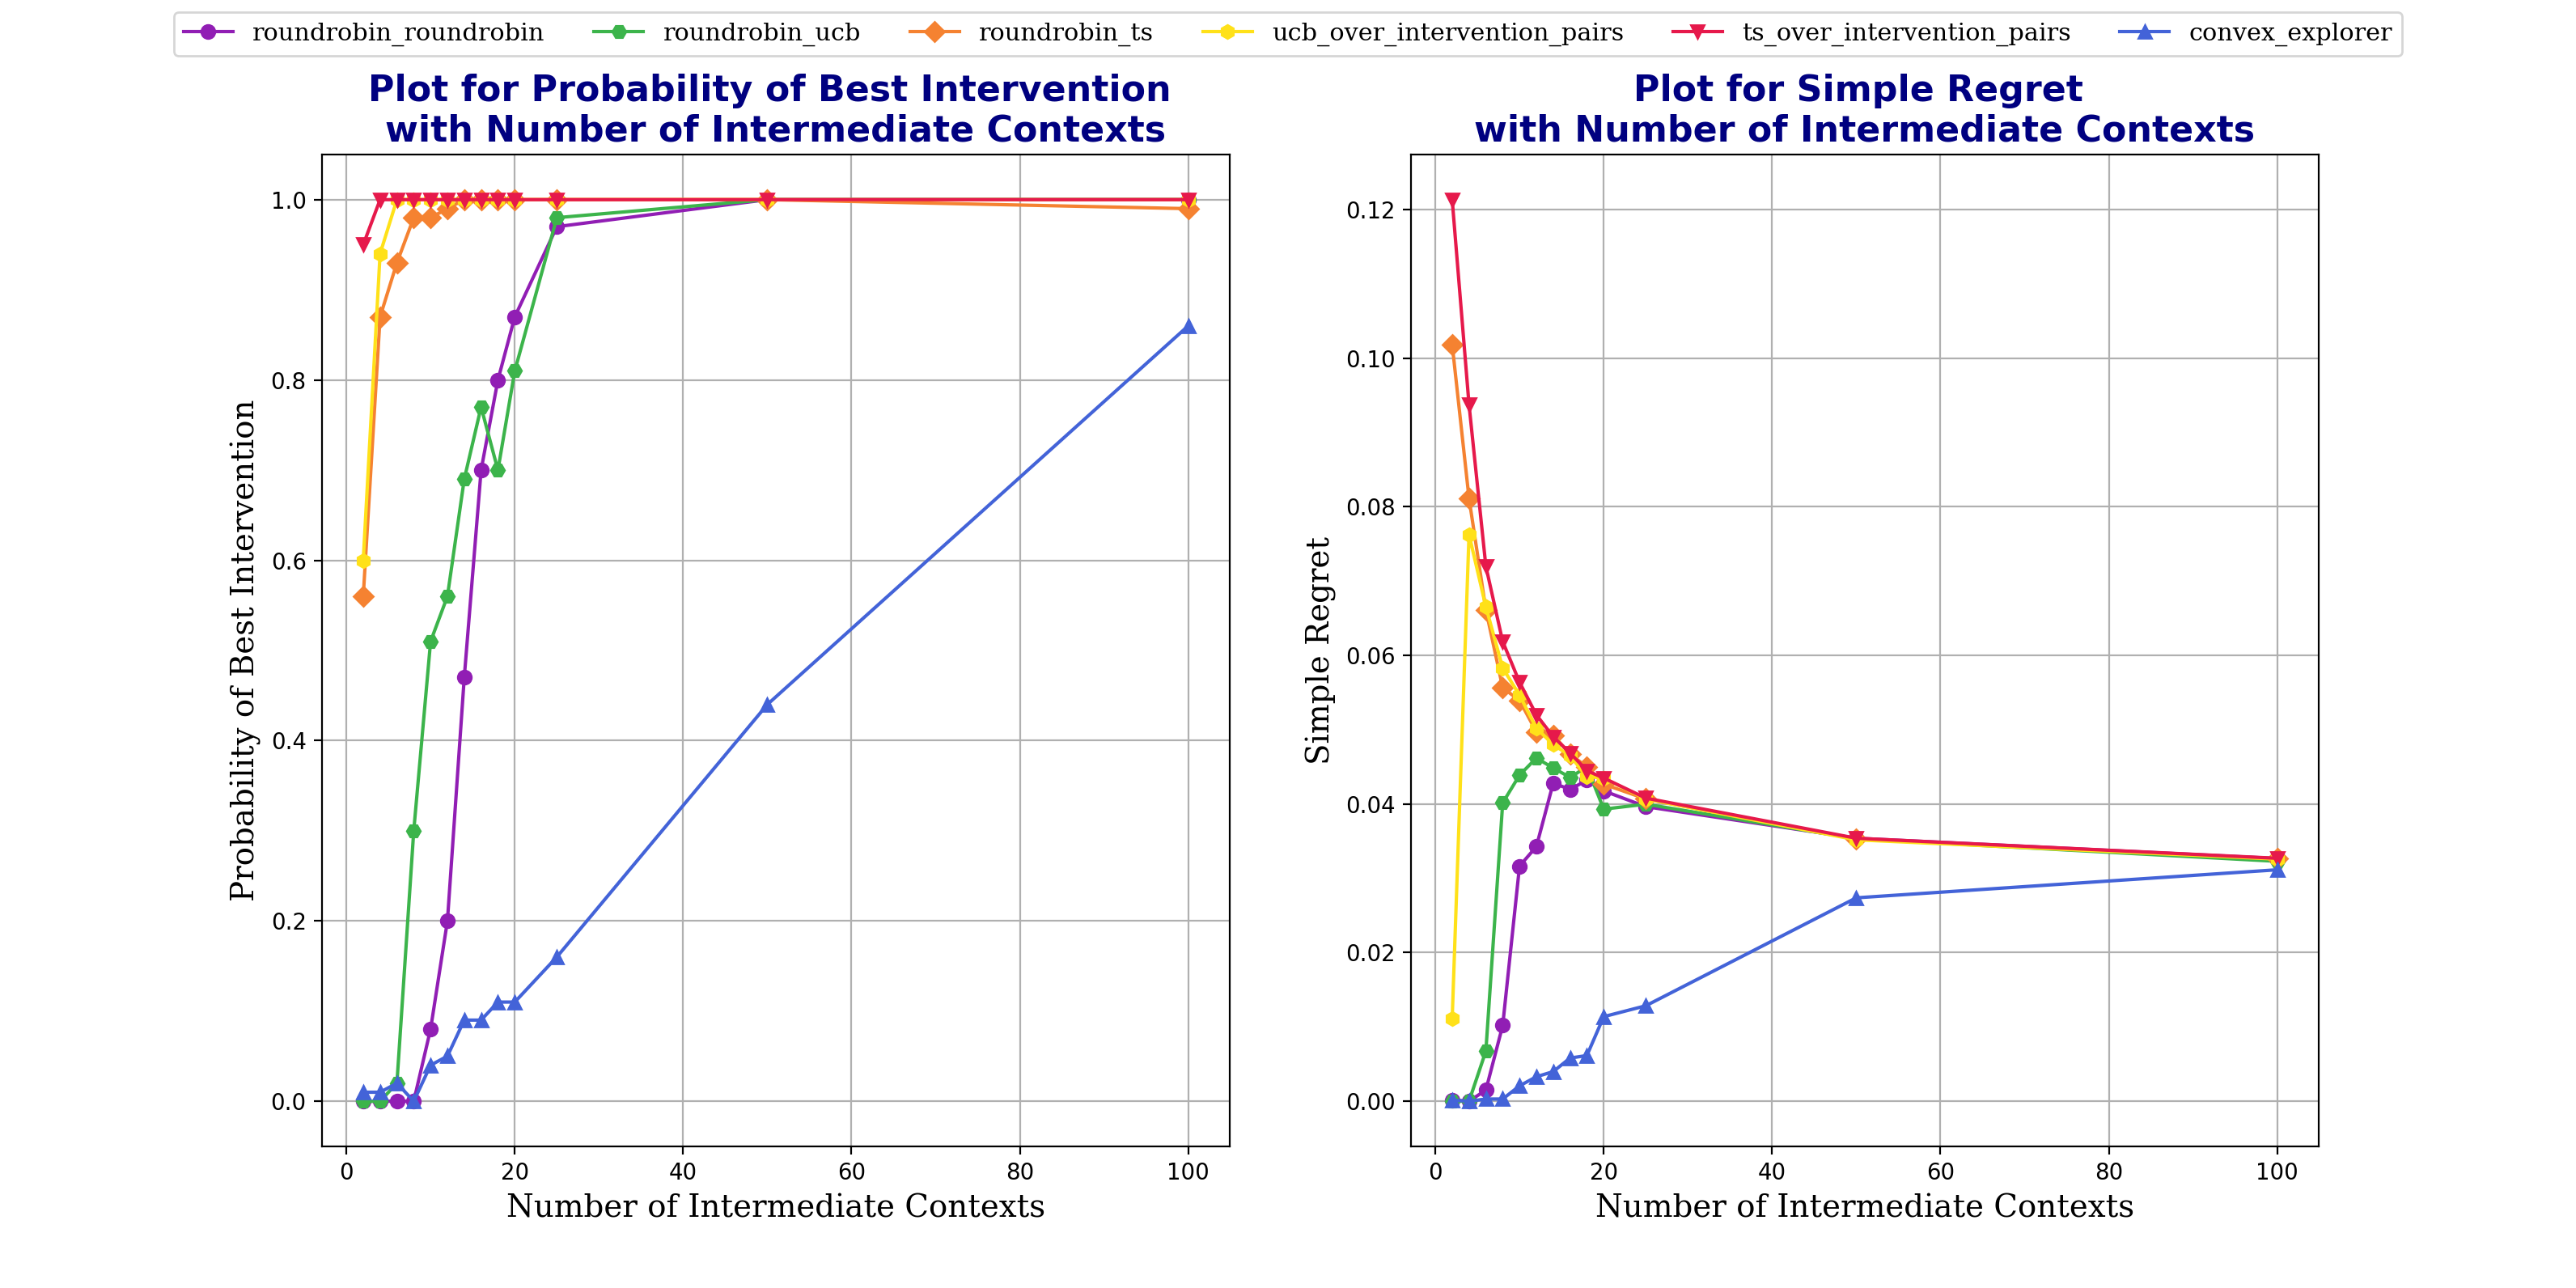 roundrobin_roundrobin roundrobin_ucb roundrobin_ts ucb_over_intervention_pairs ts_over_intervention_pairs convex_explorer
Plot for Probability of Best Intervention
with Number of Intermediate Contexts
Probability of Best Intervention
1.0
0.8
0.6
0.4
0.2
0.0
0 20 40 60 80 100
Number of Intermediate Contexts
Plot for Simple Regret
with Number of Intermediate Contexts
Simple Regret
0.12
0.10
0.08
0.06
0.04
0.02
0.00
0 20 40 60 80 100
Number of Intermediate Contexts